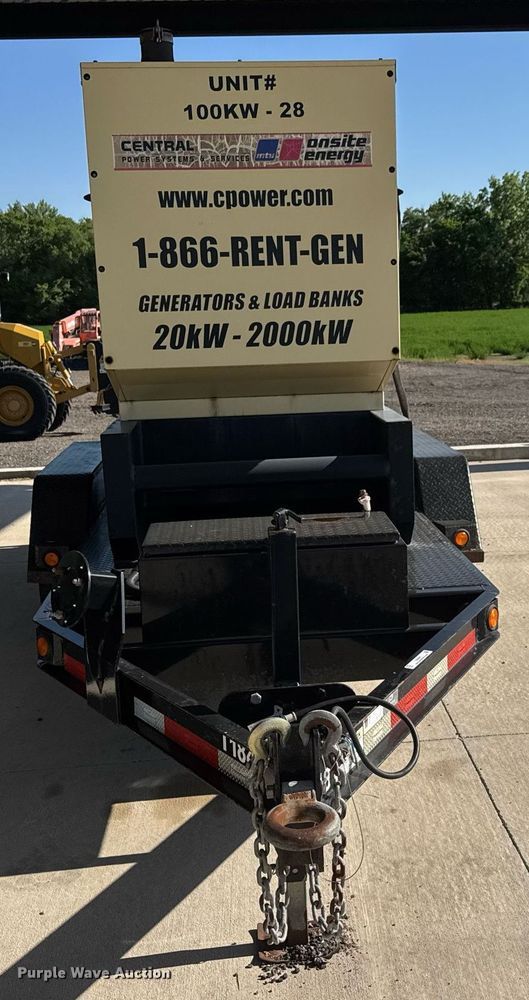 UNIT#
100KW - 28
CENTRAL
POWER SYSTEMS & SERVICES
mtu
onsite
energy
www.cpower.com
1-866-RENT-GEN
GENERATORS & LOAD BANKS
20kW - 2000kW
Purple Wave Auction